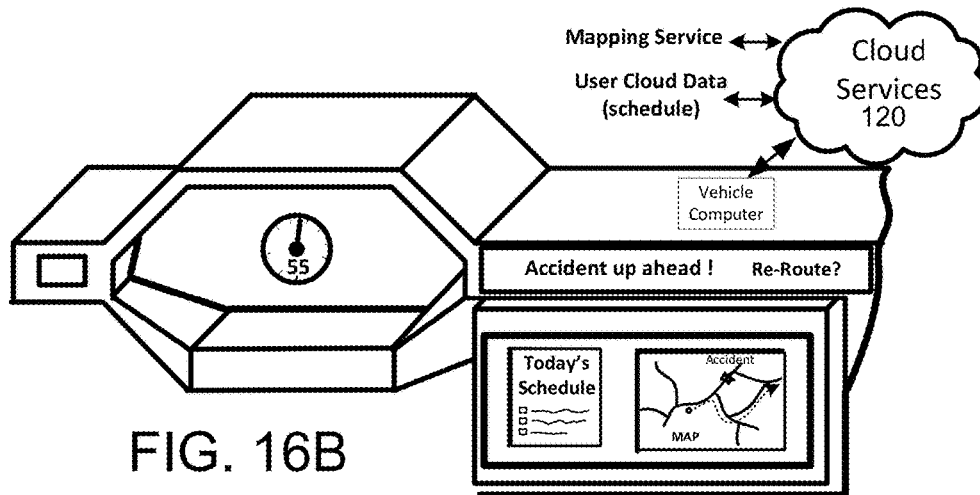 Mapping Service
User Cloud Data
(schedule)
Cloud
Services
120
Vehicle
Computer
55
Accident up ahead ! Re-Route?
Today's
Schedule
Accident
MAP
FIG. 16B